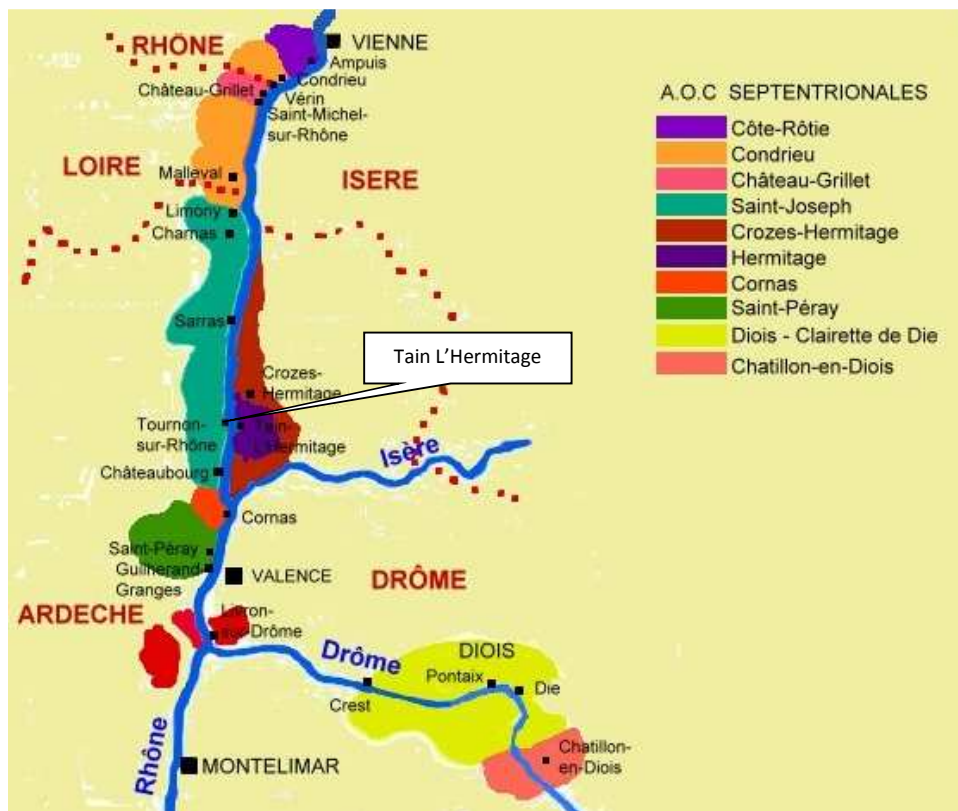 RHÔNE
VIENNE
Ampuis
Condrieu
Château-Grillet
Vérin
Saint-Michel-
sur-Rhône
LOIRE
Malleval
ISERE
Limony
Charnas
Sarras
Tain L'Hermitage
Crozes-
Hermitage
Tournon-
sur-Rhône
Tain-
L'Hermitage
Isère
Châteaubourg
Cornas
Saint-Péray
Guilherand-
Granges
VALENCE
DRÔME
ARDECHE
Livron-
sur-Drôme
Drôme
DIOIS
Pontaix
Die
Crest
Rhône
Chatillon-
en-Diois
MONTELIMAR
A.O.C SEPTENTRIONALES
Côte-Rôtie
Condrieu
Château-Grillet
Saint-Joseph
Crozes-Hermitage
Hermitage
Cornas
Saint-Péray
Diois - Clairette de Die
Chatillon-en-Diois